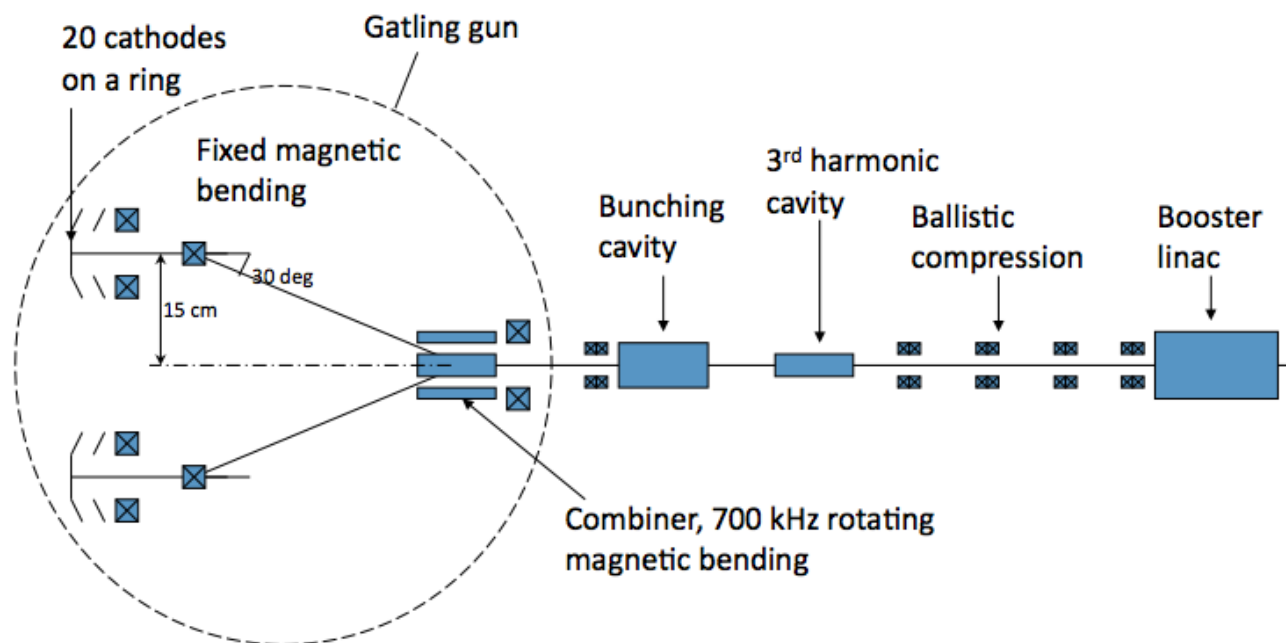 20 cathodes
on a ring
Gatling gun
Fixed magnetic
bending
3rd harmonic
cavity
Bunching
cavity
Ballistic
compression
Booster
linac
30 deg
15 cm
Combiner, 700 kHz rotating
magnetic bending